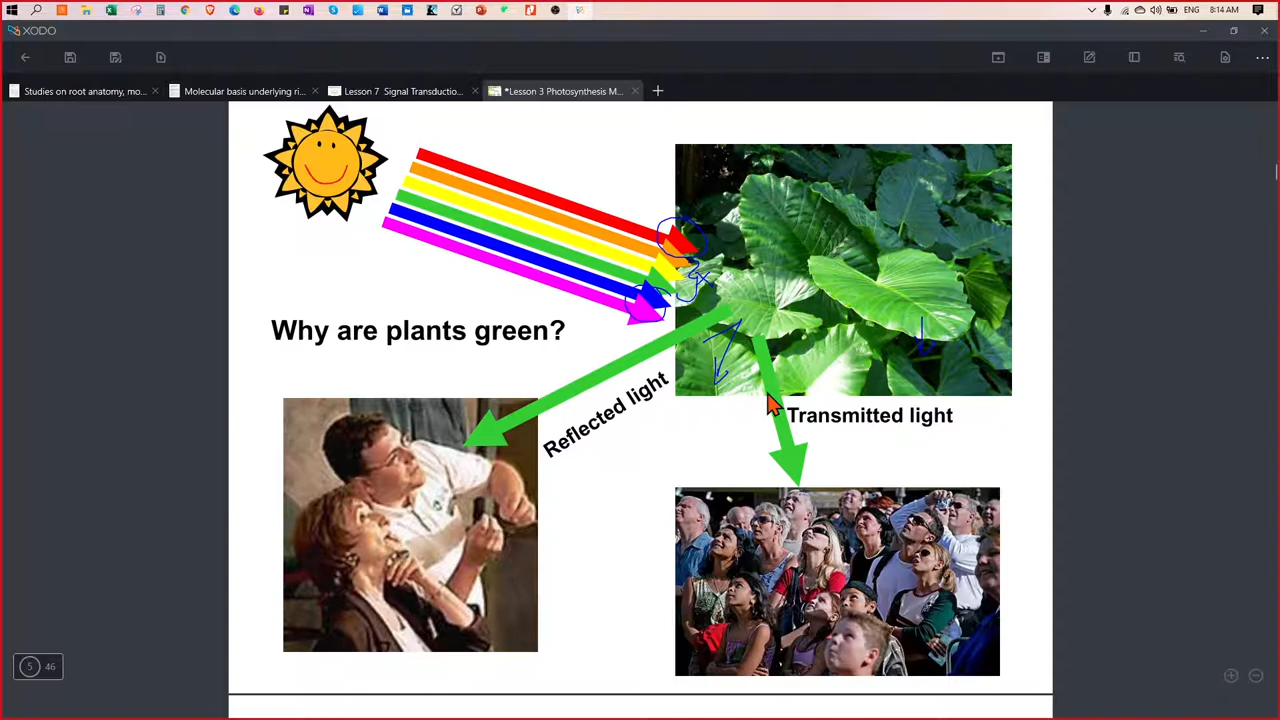 ENG
8:14 AM
XODO
Studies on root anatomy, mo...
Molecular basis underlying ri...
Lesson 7 Signal Transductio...
*Lesson 3 Photosynthesis M...
Why are plants green?
Reflected light
Transmitted light
5 46